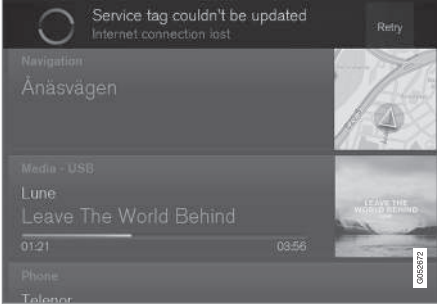 Service tag couldn't be updated
Internet connection lost
Retry
Navigation
Ånäsvägen
Media - USB
Lune
Leave The World Behind
01:21
03:56
LEAVE THE
WORLD BEHIND
Phone
Telenor
G052672